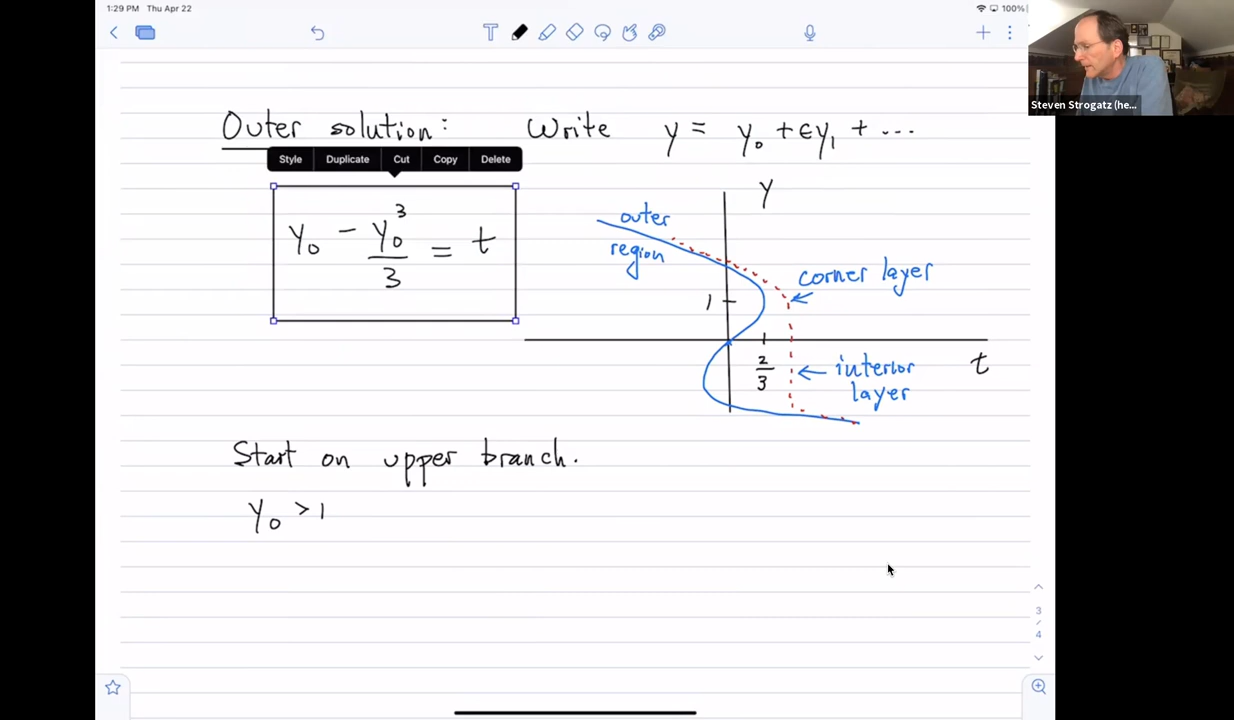 1:29 PM Thu Apr 22
100%
Steven Strogatz (he...
Outer solution: Write y = y₀ + εy₁ + ...
Style Duplicate Cut Copy Delete
y₀ - y₀³/3 = t
y
outer
region
corner layer
1
2/3
t
interior
layer
Start on upper branch.
y₀ > 1
3
/
4